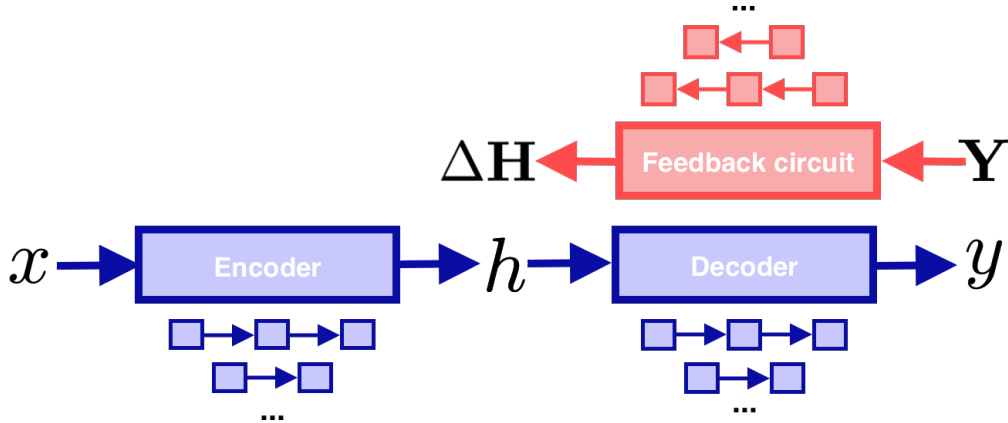 ...
ΔH Feedback circuit Y
x Encoder h Decoder y
... ...